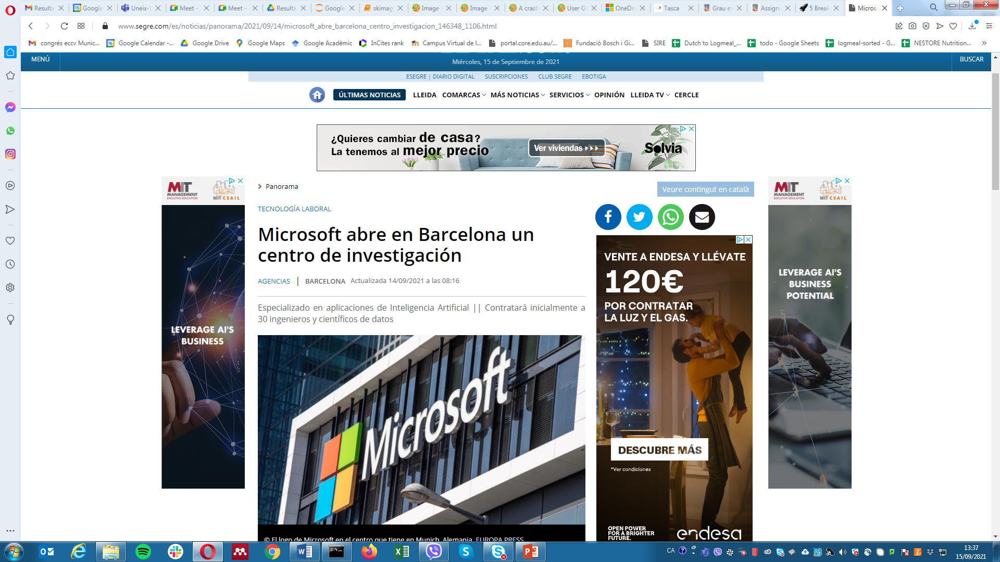 Resulta
Google
Uneix-t
Meet -
Meet -
Resulta
Google
skimag
Image
Image
A crash
User Gu
OneDri
Tasca
Grau er
Assigna
5 Break
Micros
www.segre.com/es/noticias/panorama/2021/09/14/microsoft_abre_barcelona_centro_investigacion_146348_1106.html
congrés eccv Munic...
Google Calendar -...
Google Drive
Google Maps
Google Acadèmic
InCites rank
Campus Virtual de l...
portal.core.edu.au/...
Fundació Bosch i Gi...
SIRE
Dutch to Logmeal_...
todo - Google Sheets
logmeal-sorted - G...
NESTORE Nutrition...
MENÚ
Miércoles, 15 de Septiembre de 2021
BUSCAR
ESEGRE | DIARIO DIGITAL SUSCRIPCIONES CLUB SEGRE EBOTIGA
ÚLTIMAS NOTICIAS LLEIDA COMARCAS MÁS NOTICIAS SERVICIOS OPINIÓN LLEIDA TV CERCLE
¿Quieres cambiar de casa?
La tenemos al mejor precio
Ver viviendas
Solvia
MIT
MANAGEMENT
EXECUTIVE EDUCATION
MIT CSAIL
LEVERAGE AI'S
BUSINESS
Panorama
Veure contingut en català
TECNOLOGÍA LABORAL
Microsoft abre en Barcelona un
centro de investigación
AGENCIAS | BARCELONA Actualizada 14/09/2021 a las 08:16
Especializado en aplicaciones de Inteligencia Artificial || Contratará inicialmente a
30 ingenieros y científicos de datos
Microsoft
© El logo de Microsoft en el centro que tiene en Munich, Alemania. EUROPA PRESS
VENTE A ENDESA Y LLÉVATE
120€
POR CONTRATAR
LA LUZ Y EL GAS.
DESCUBRE MÁS
*Ver condiciones
OPEN POWER
FOR A BRIGHTER
FUTURE.
endesa
MIT
MANAGEMENT
EXECUTIVE EDUCATION
MIT CSAIL
LEVERAGE AI'S
BUSINESS
POTENTIAL
CA
13:37
15/09/2021